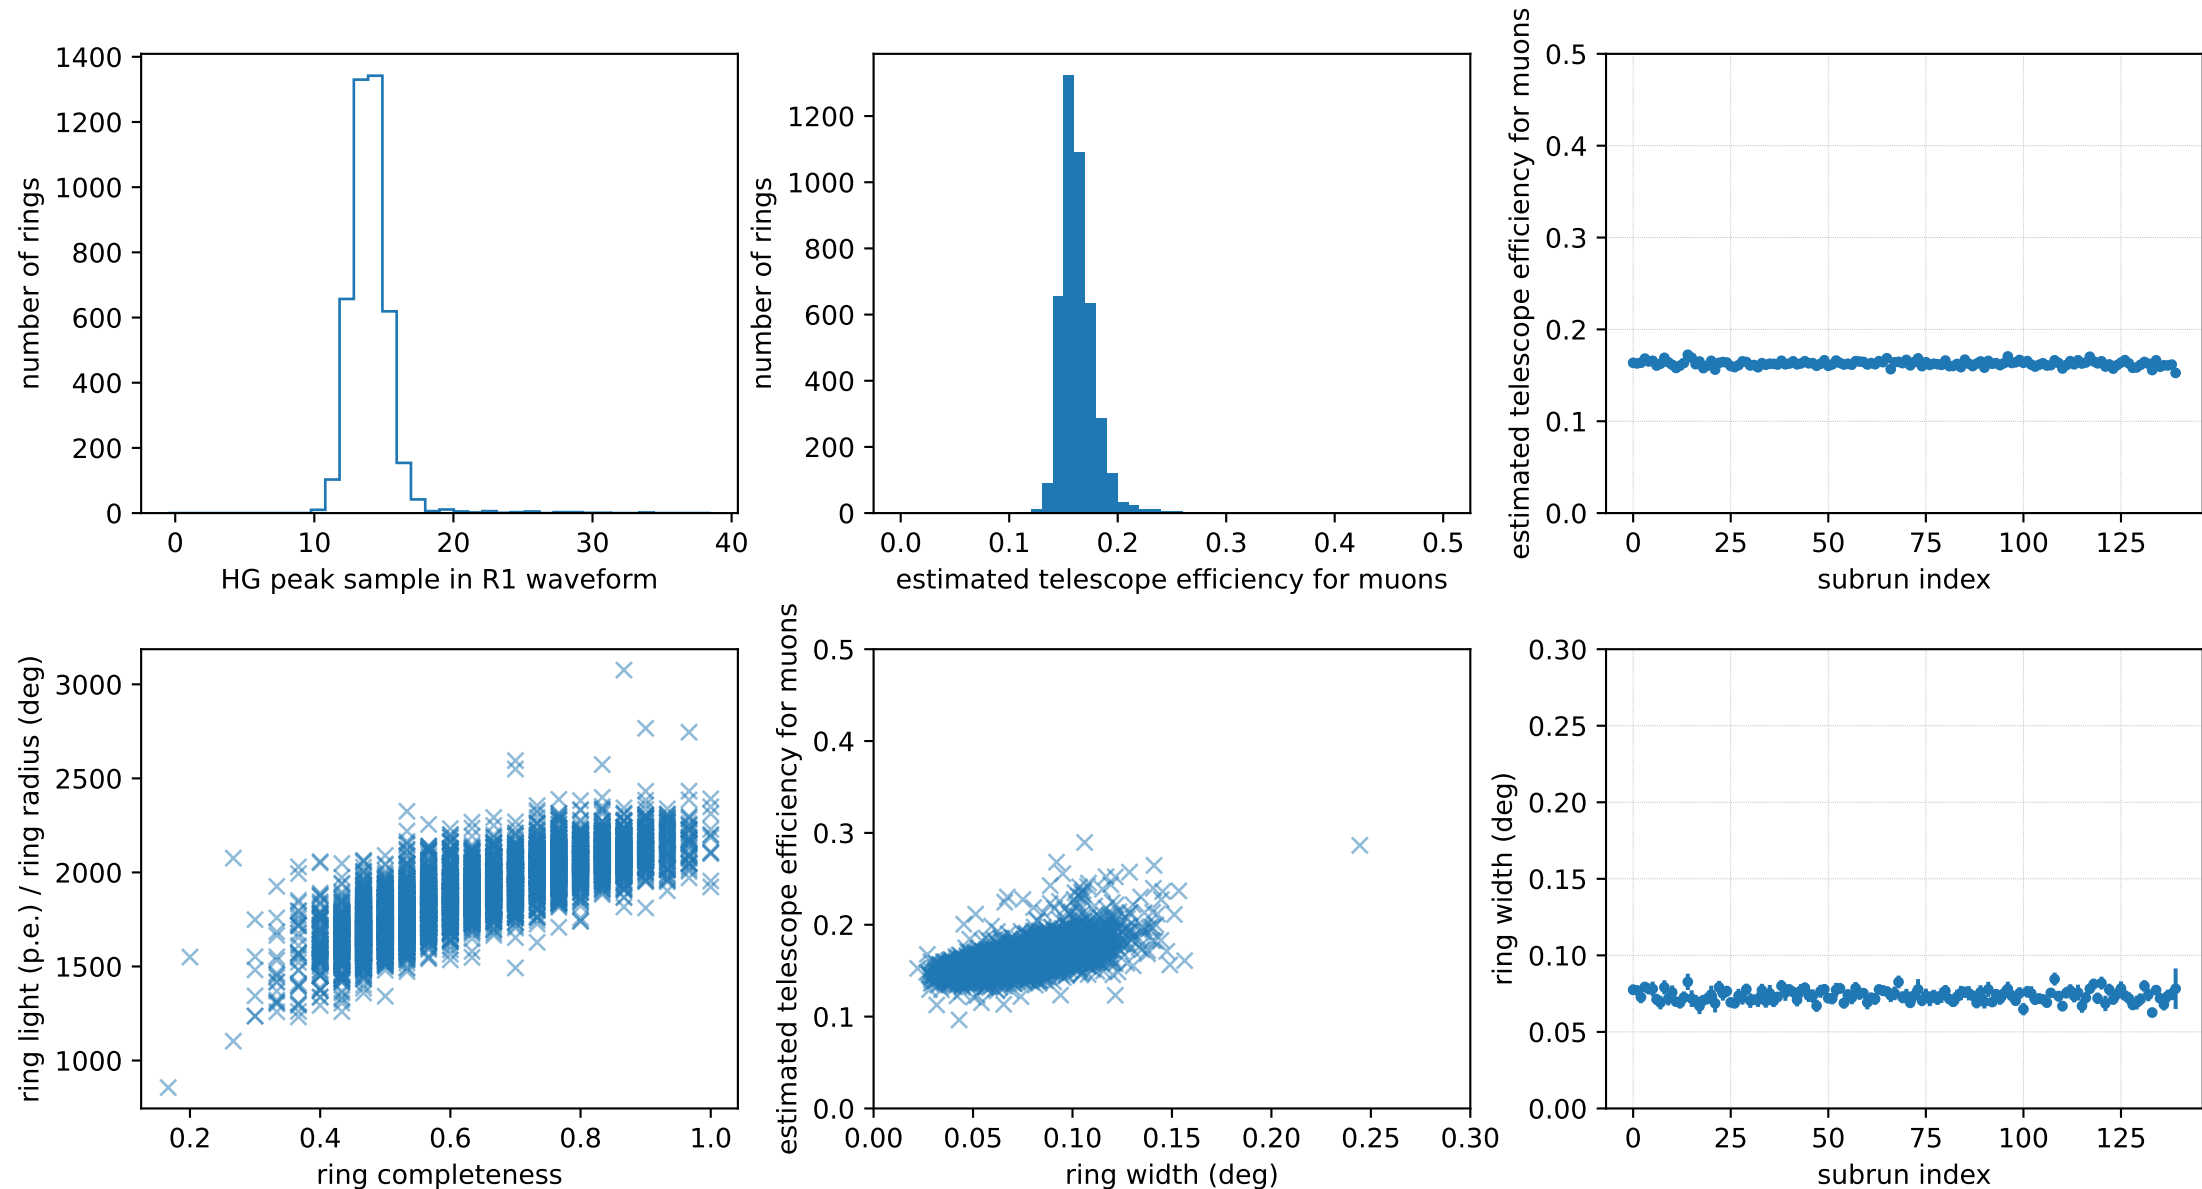 number of rings
1400
1200
1000
800
600
400
200
0
0 10 20 30 40
HG peak sample in R1 waveform
number of rings
1200
1000
800
600
400
200
0
0.0 0.1 0.2 0.3 0.4 0.5
estimated telescope efficiency for muons
estimated telescope efficiency for muons
0.5
0.4
0.3
0.2
0.1
0.0
0 25 50 75 100 125
subrun index
ring light (p.e.) / ring radius (deg)
3000
2500
2000
1500
1000
0.2 0.4 0.6 0.8 1.0
ring completeness
estimated telescope efficiency for muons
0.5
0.4
0.3
0.2
0.1
0.0
0.00 0.05 0.10 0.15 0.20 0.25 0.30
ring width (deg)
ring width (deg)
0.30
0.25
0.20
0.15
0.10
0.05
0.00
0 25 50 75 100 125
subrun index